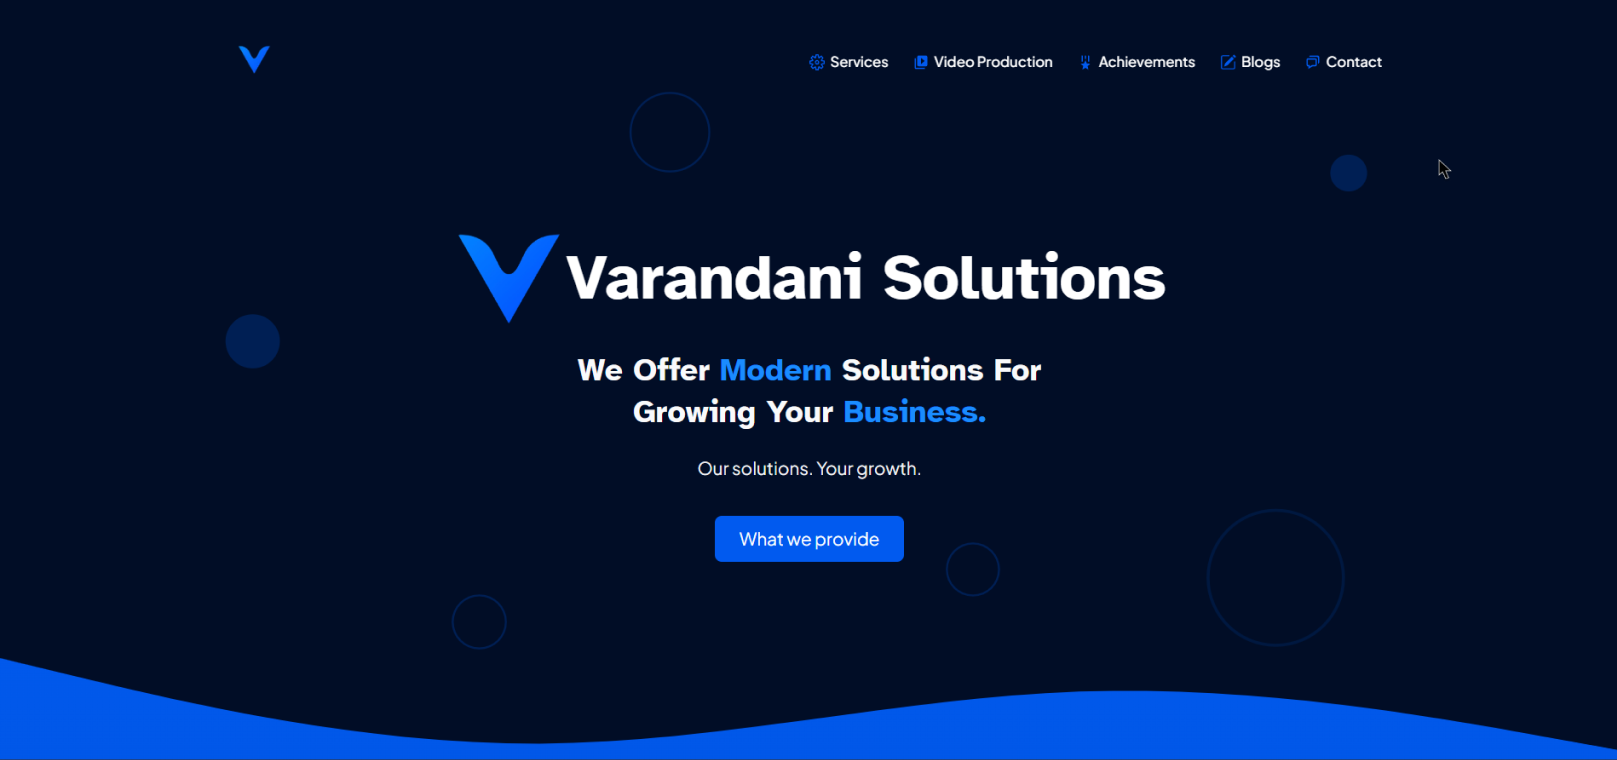 Services Video Production Achievements Blogs Contact
Varandani Solutions
We Offer Modern Solutions For
Growing Your Business.
Our solutions. Your growth.
What we provide